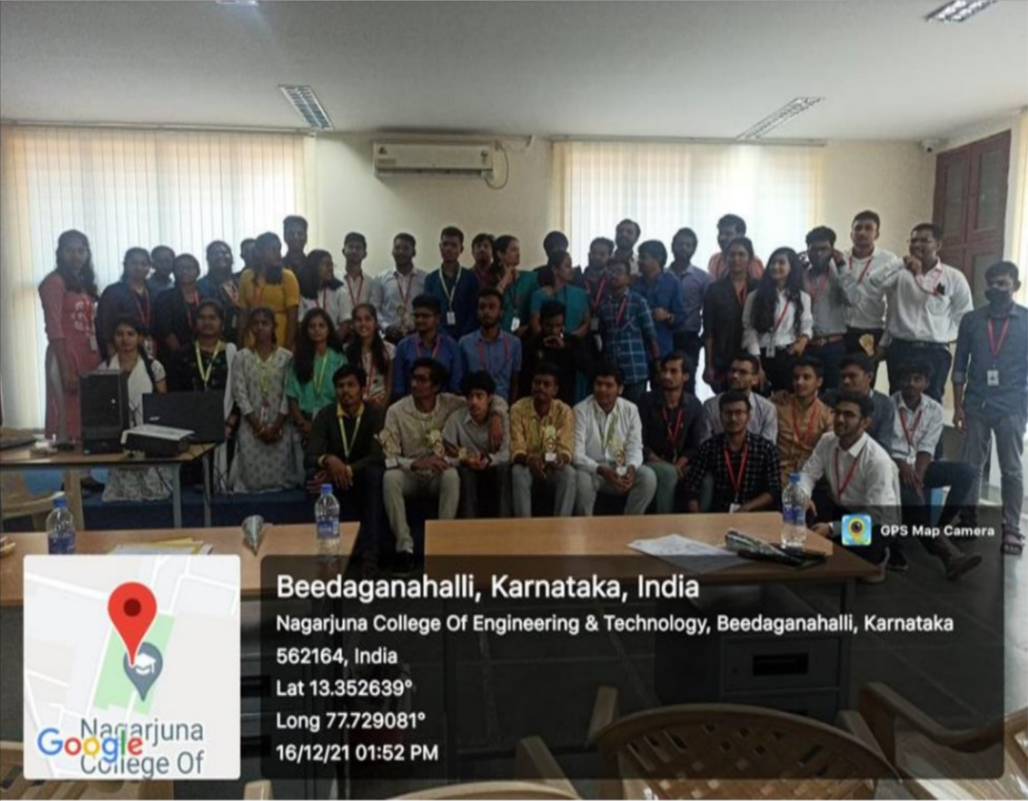 GPS Map Camera
Beedaganahalli, Karnataka, India
Nagarjuna College Of Engineering & Technology, Beedaganahalli, Karnataka
562164, India
Lat 13.352639°
Long 77.729081°
16/12/21 01:52 PM
Nagarjuna
College Of
Google